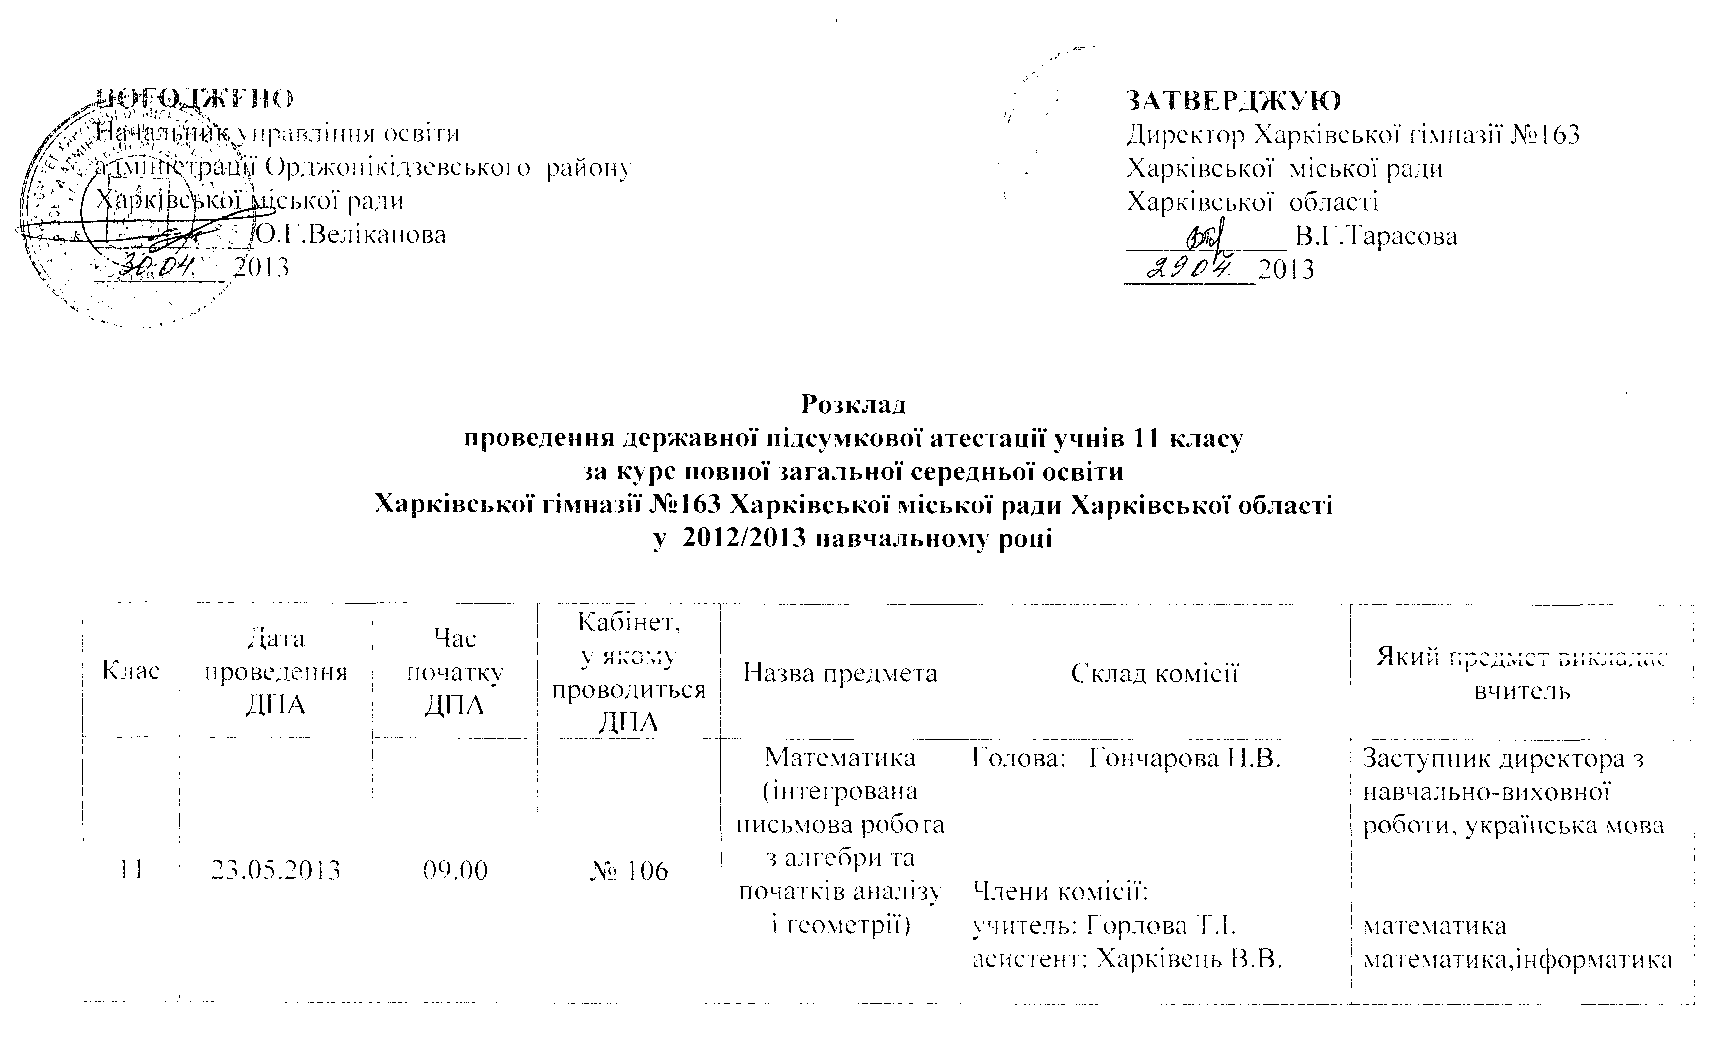 ПОГОДЖЕНО
Начальник управління освіти
адміністрації Орджонікідзевського району
Харківської міської ради
О.Г.Веліканова
30.04. 2013
ЗАТВЕРДЖУЮ
Директор Харківської гімназії №163
Харківської міської ради
Харківської області
В.Г.Тарасова
29 04. 2013
Розклад
проведення державної підсумкової атестації учнів 11 класу
за курс повної загальної середньої освіти
Харківської гімназії №163 Харківської міської ради Харківської області
у 2012/2013 навчальному році
Клас
Дата
проведення
ДПА
Час
початку
ДПА
Кабінет,
у якому
проводиться
ДПА
Назва предмета
Склад комісії
Який предмет викладає
вчитель
11
23.05.2013
09.00
№ 106
Математика
(інтегрована
письмова робота
з алгебри та
початків аналізу
і геометрії)
Голова: Гончарова Н.В.
Члени комісії:
учитель: Горлова Т.І.
асистент: Харківець В.В.
Заступник директора з
навчально-виховної
роботи, українська мова
математика
математика,інформатика